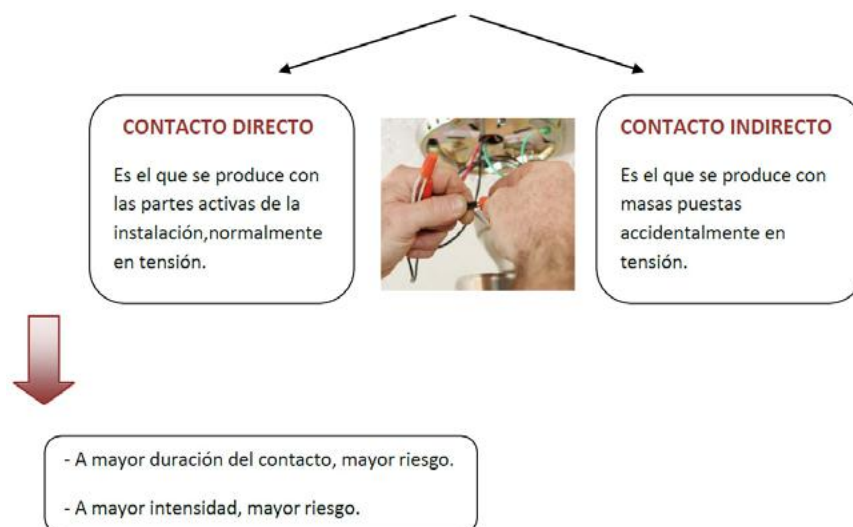 CONTACTO DIRECTO
Es el que se produce con
las partes activas de la
instalación,normalmente
en tensión.
CONTACTO INDIRECTO
Es el que se produce con
masas puestas
accidentalmente en
tensión.
- A mayor duración del contacto, mayor riesgo.
- A mayor intensidad, mayor riesgo.